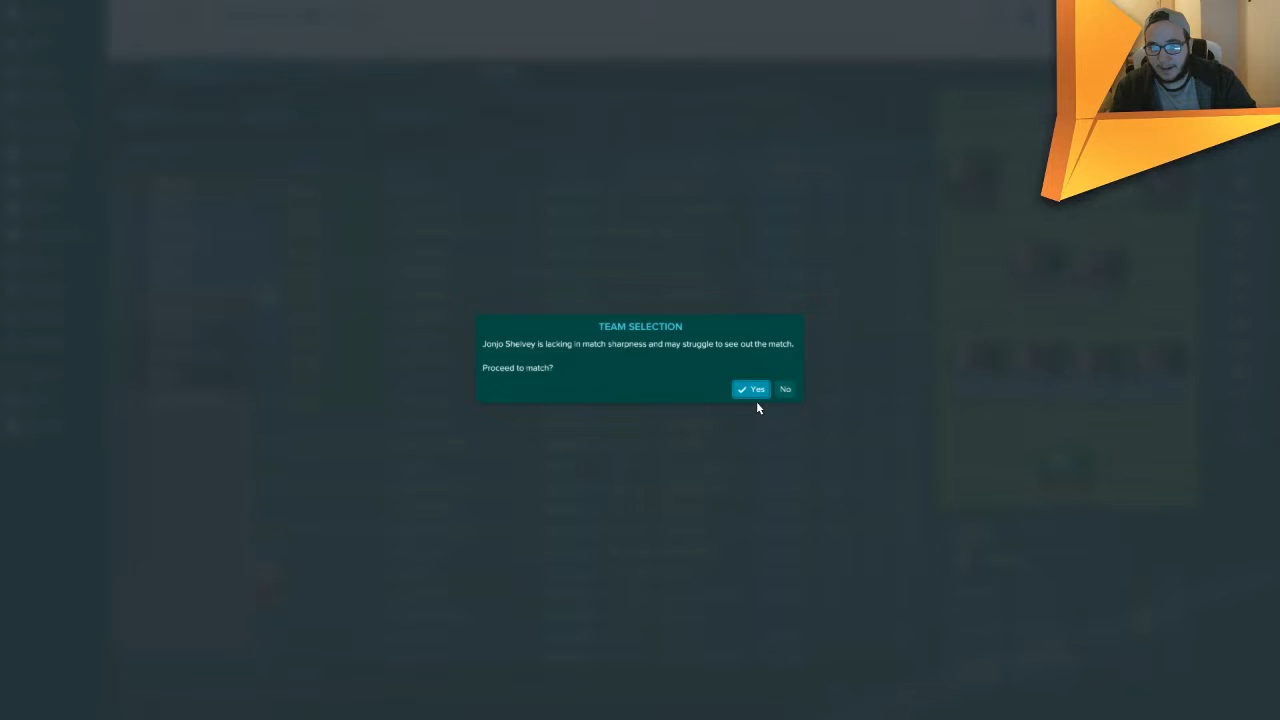 TEAM SELECTION
Jonjo Shelvey is lacking in match sharpness and may struggle to see out the match.
Proceed to match?
Yes No